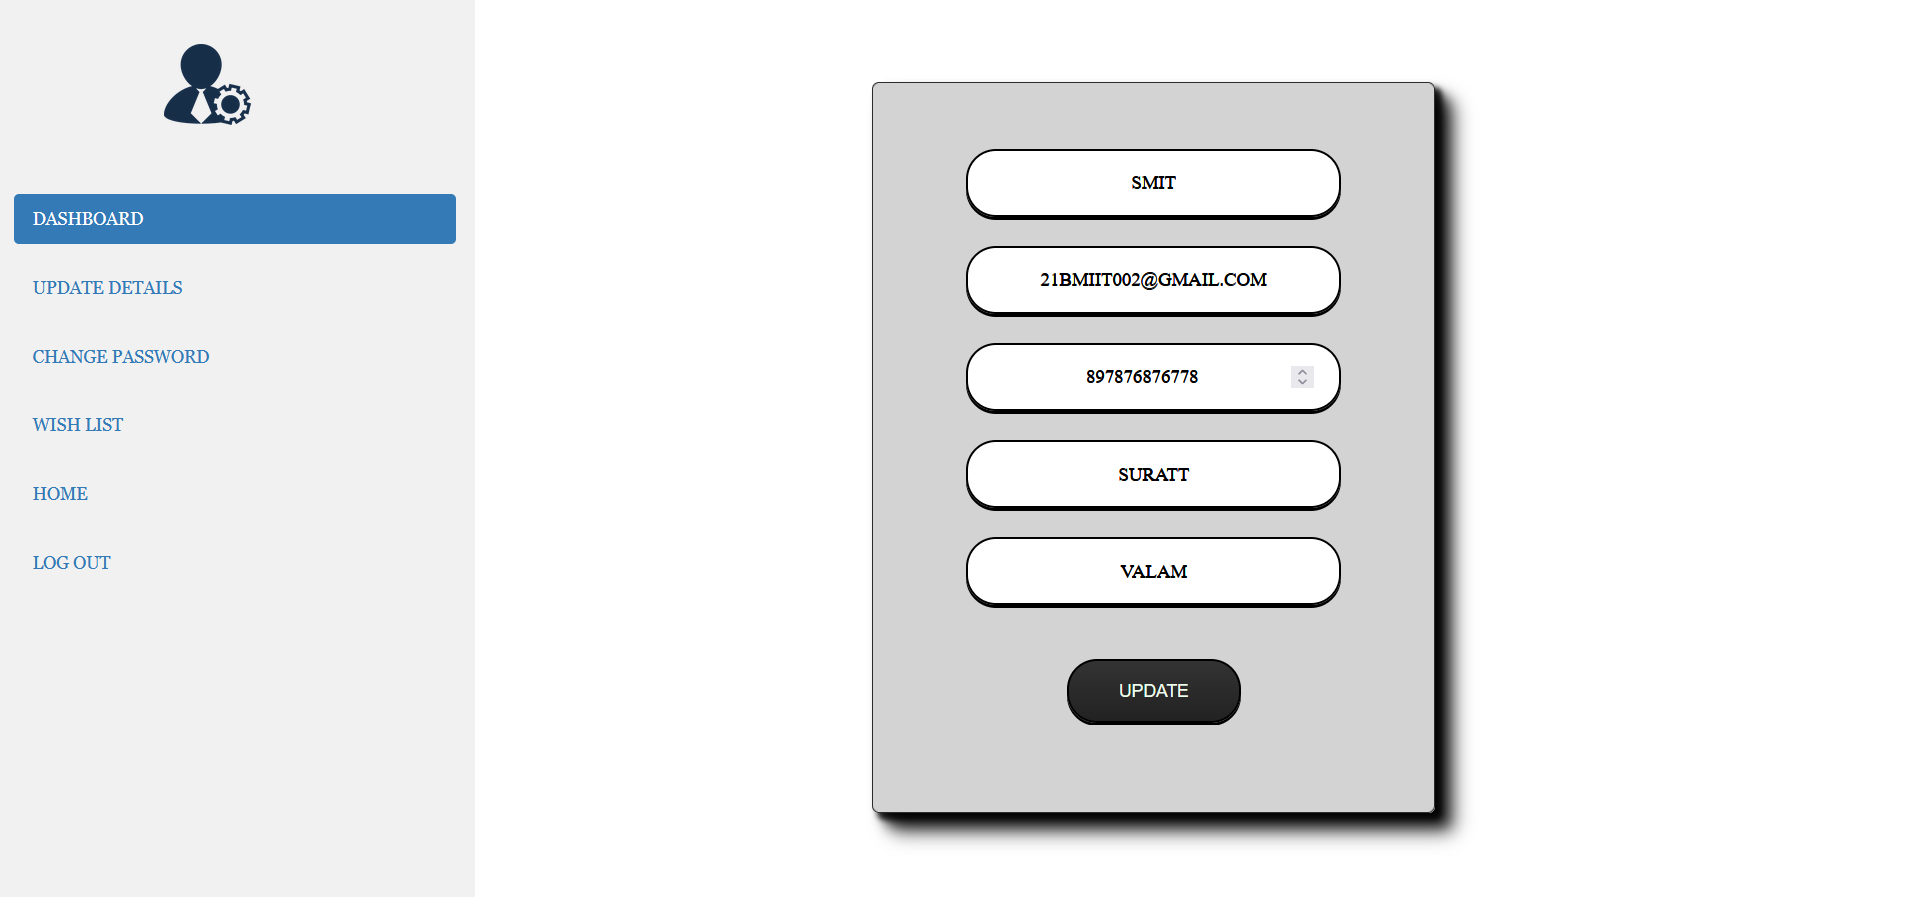 DASHBOARD
UPDATE DETAILS
CHANGE PASSWORD
WISH LIST
HOME
LOG OUT
SMIT
21BMIIT002@GMAIL.COM
897876876778
SURATT
VALAM
UPDATE